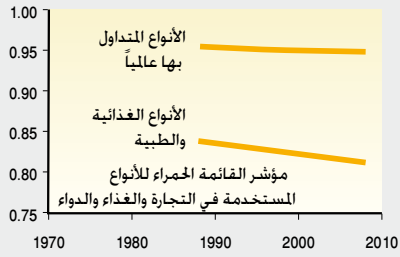 1.00
الأنواع المتداول
بها عالمياً
0.95
0.90
الأنواع الغذائية
والطبية
0.85
0.80
مؤشر القائمة الحمراء للأنواع
المستخدمة في التجارة والغذاء والدواء
0.75
1970 1980 1990 2000 2010